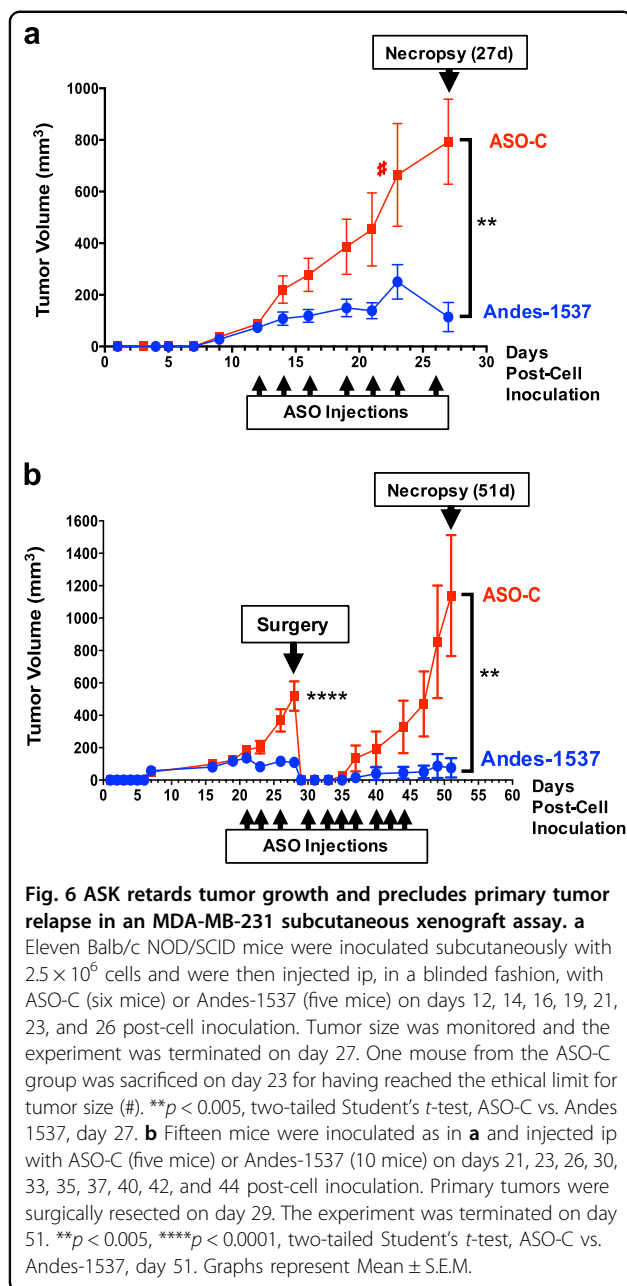 a
Necropsy (27d)
1000
800
600
400
200
0
Tumor Volume (mm³)
#
ASO-C
**
Andes-1537
0 5 10 15 20 25 30
Days
Post-Cell
Inoculation
ASO Injections
b
Necropsy (51d)
1600
1400
1200
1000
800
600
400
200
0
Tumor Volume (mm³)
Surgery
****
ASO-C
**
Andes-1537
0 5 10 15 20 25 30 35 40 45 50 55 60
Days
Post-Cell
Inoculation
ASO Injections
Fig. 6 ASK retards tumor growth and precludes primary tumor
relapse in an MDA-MB-231 subcutaneous xenograft assay. a
Eleven Balb/c NOD/SCID mice were inoculated subcutaneously with
2.5 × 10⁶ cells and were then injected ip, in a blinded fashion, with
ASO-C (six mice) or Andes-1537 (five mice) on days 12, 14, 16, 19, 21,
23, and 26 post-cell inoculation. Tumor size was monitored and the
experiment was terminated on day 27. One mouse from the ASO-C
group was sacrificed on day 23 for having reached the ethical limit for
tumor size (#). **p < 0.005, two-tailed Student's t-test, ASO-C vs. Andes
1537, day 27. b Fifteen mice were inoculated as in a and injected ip
with ASO-C (five mice) or Andes-1537 (10 mice) on days 21, 23, 26, 30,
33, 35, 37, 40, 42, and 44 post-cell inoculation. Primary tumors were
surgically resected on day 29. The experiment was terminated on day
51. **p < 0.005, ****p < 0.0001, two-tailed Student's t-test, ASO-C vs.
Andes-1537, day 51. Graphs represent Mean ± S.E.M.